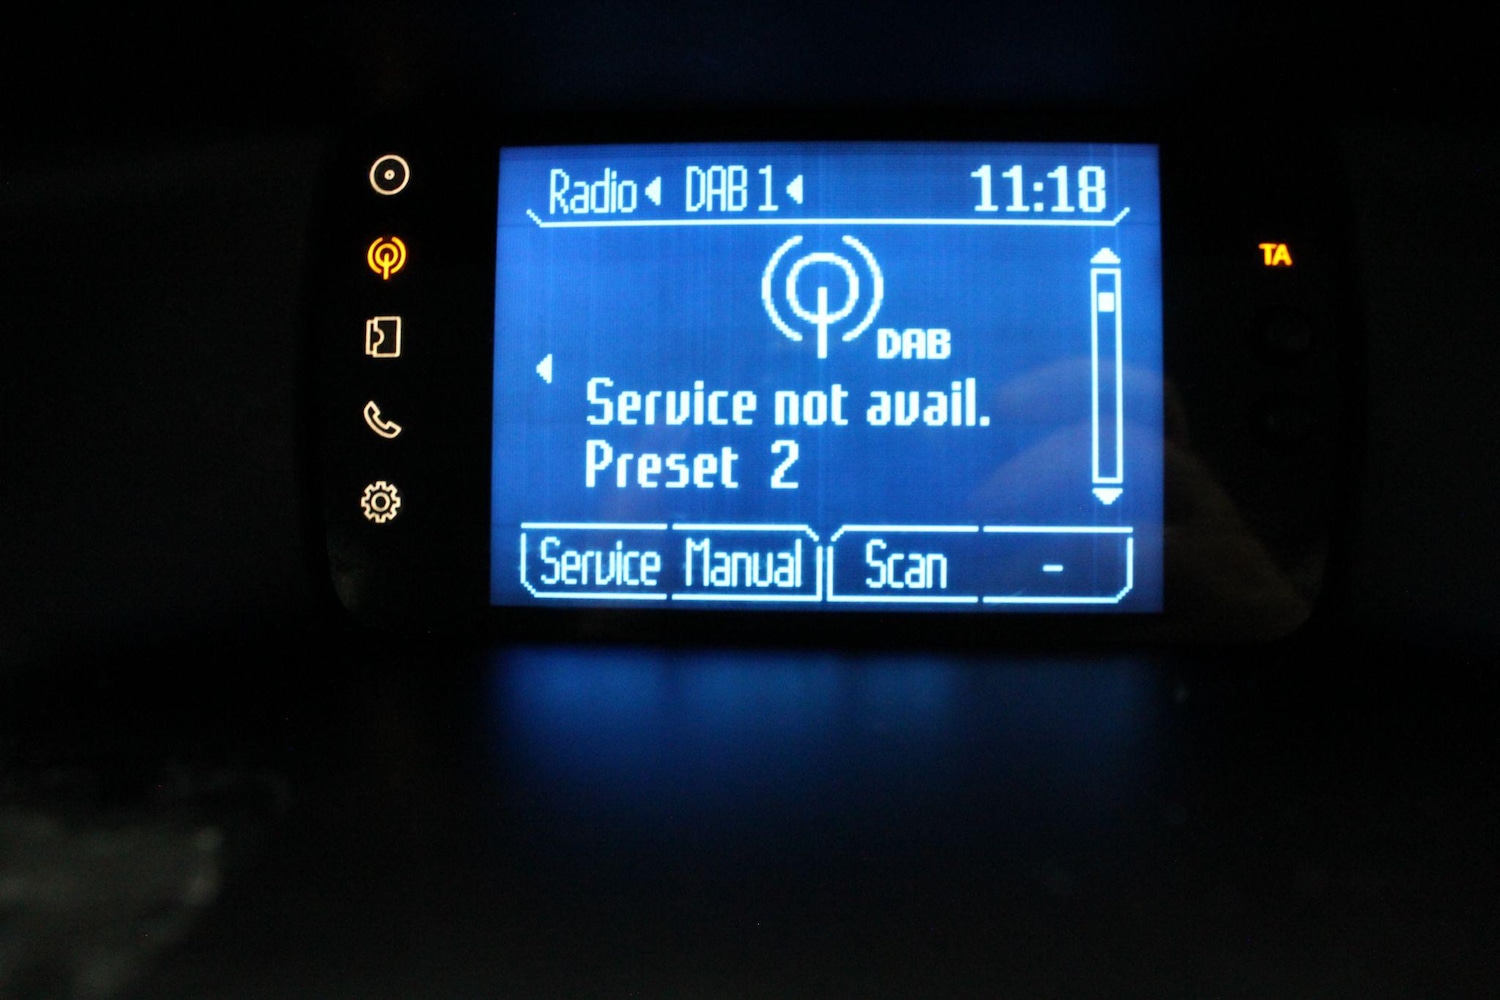 Radio DAB 1 11:18
TA
DAB
Service not avail.
Preset 2
Service Manual Scan -